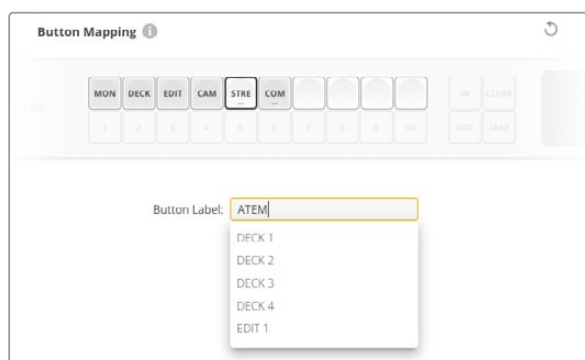 Button Mapping i
MON DECK EDIT CAM STRE ... COM ... IN CLEAR
1 2 3 4 5 6 7 8 9 10 OUT TAKE
Button Label: ATEM
DECK 1
DECK 2
DECK 3
DECK 4
EDIT 1